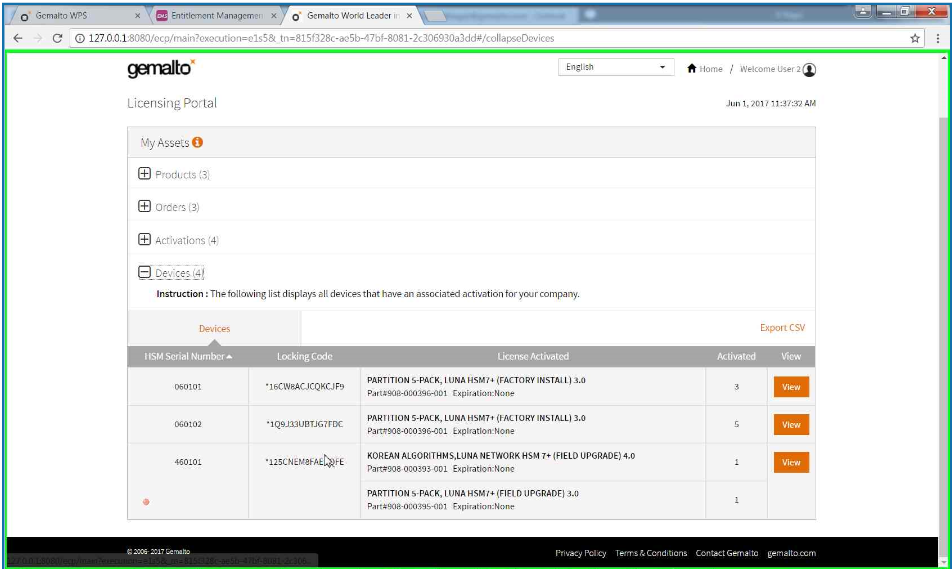 Gemalto WPS
EMS Entitlement Managemen
Gemalto World Leader in
127.0.0.1:8080/ecp/main?execution=e1s5&_tn=815f328c-ae5b-47bf-8081-2c306930a3dd#/collapseDevices
gemalto
English
Home / Welcome User 2
Licensing Portal
Jun 1, 2017 11:37:32 AM
My Assets
Products (3)
Orders (3)
Activations (4)
Devices (4)
Instruction : The following list displays all devices that have an associated activation for your company.
Devices
Export CSV
HSM Serial Number Locking Code License Activated Activated View
060101 *16CW8ACJCQKCJF9 PARTITION 5-PACK, LUNA HSM7+ (FACTORY INSTALL) 3.0 3 View
Part#908-000396-001 Expiration:None
060102 *1Q9J33UBTJG7FDC PARTITION 5-PACK, LUNA HSM7+ (FACTORY INSTALL) 3.0 5 View
Part#908-000396-001 Expiration:None
460101 KOREAN ALGORITHMS,LUNA NETWORK HSM 7+ (FIELD UPGRADE) 4.0 1 View
Part#908-000393-001 Expiration:None
PARTITION 5-PACK, LUNA HSM7+ (FIELD UPGRADE) 3.0 1
Part#908-000395-001 Expiration:None
© 2006-2017 Gemalto
Privacy Policy Terms & Conditions Contact Gemalto gemalto.com